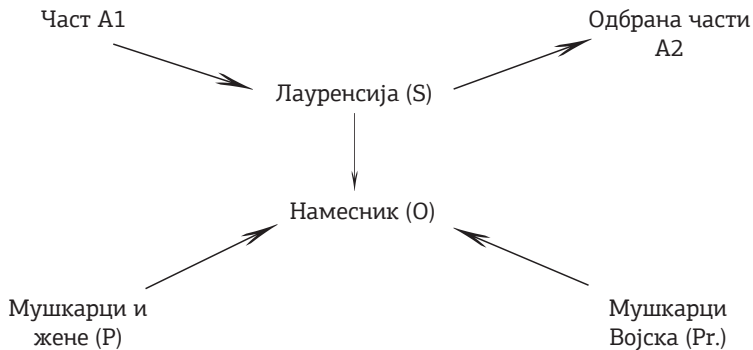 Част А1
Одбрана части
А2
Лауренсија (S)
Намесник (О)
Мушкарци и
жене (P)
Мушкарци
Војска (Pr.)